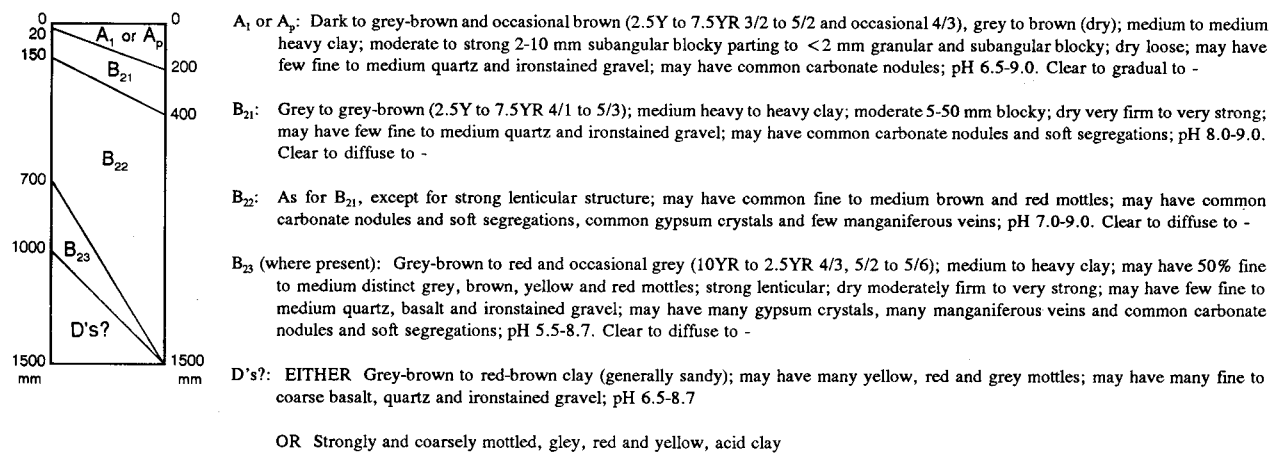 0
20
150
700
1000
1500
mm
A₁ or Aₚ
B₂₁
B₂₂
B₂₃
D's?
0
200
400
1500
mm
A₁ or Aₚ: Dark to grey-brown and occasional brown (2.5Y to 7.5YR 3/2 to 5/2 and occasional 4/3), grey to brown (dry); medium to medium
heavy clay; moderate to strong 2-10 mm subangular blocky parting to <2 mm granular and subangular blocky; dry loose; may have
few fine to medium quartz and ironstained gravel; may have common carbonate nodules; pH 6.5-9.0. Clear to gradual to -
B₂₁: Grey to grey-brown (2.5Y to 7.5YR 4/1 to 5/3); medium heavy to heavy clay; moderate 5-50 mm blocky; dry very firm to very strong;
may have few fine to medium quartz and ironstained gravel; may have common carbonate nodules and soft segregations; pH 8.0-9.0.
Clear to diffuse to -
B₂₂: As for B₂₁, except for strong lenticular structure; may have common fine to medium brown and red mottles; may have common
carbonate nodules and soft segregations, common gypsum crystals and few manganiferous veins; pH 7.0-9.0. Clear to diffuse to -
B₂₃ (where present): Grey-brown to red and occasional grey (10YR to 2.5YR 4/3, 5/2 to 5/6); medium to heavy clay; may have 50% fine
to medium distinct grey, brown, yellow and red mottles; strong lenticular; dry moderately firm to very strong; may have few fine to
medium quartz, basalt and ironstained gravel; may have many gypsum crystals, many manganiferous veins and common carbonate
nodules and soft segregations; pH 5.5-8.7. Clear to diffuse to -
D's?: EITHER Grey-brown to red-brown clay (generally sandy); may have many yellow, red and grey mottles; may have many fine to
coarse basalt, quartz and ironstained gravel; pH 6.5-8.7
OR Strongly and coarsely mottled, gley, red and yellow, acid clay